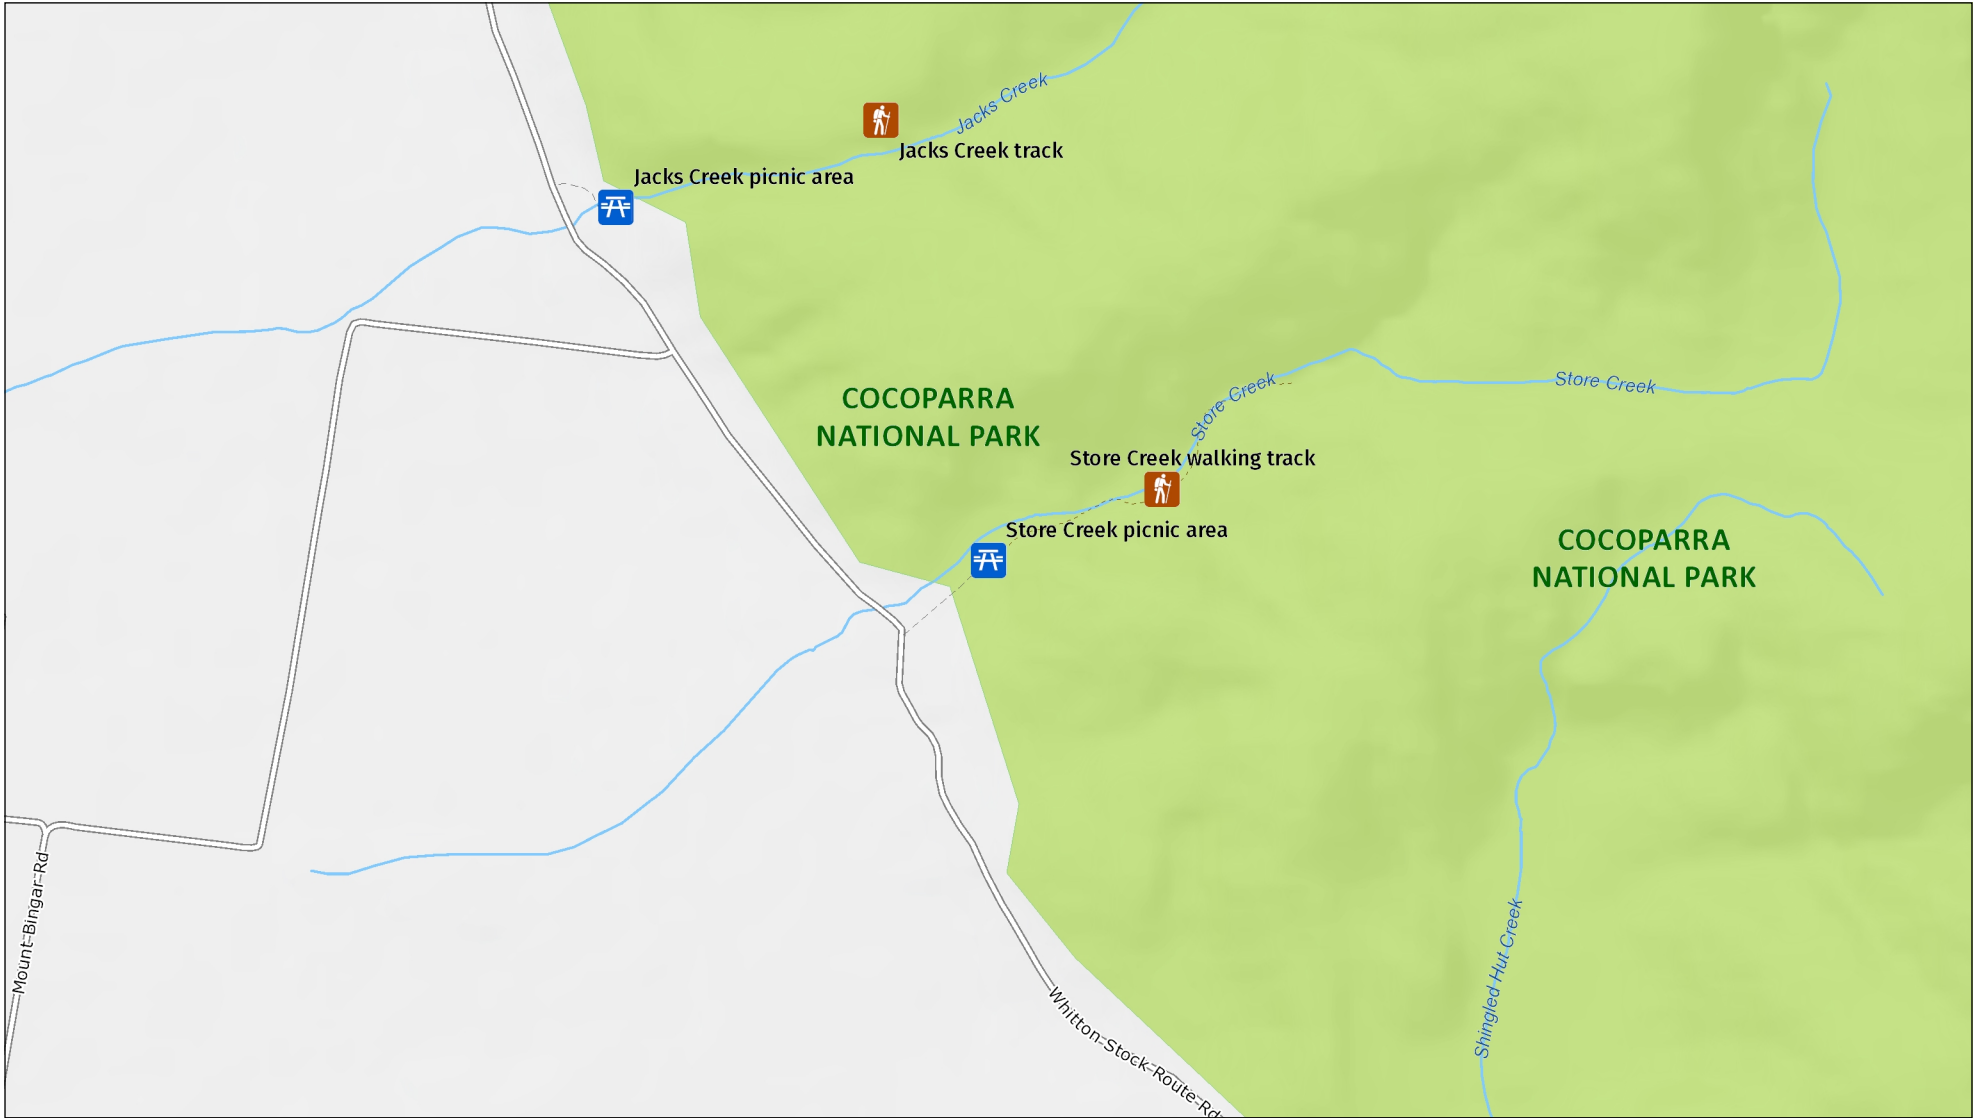 Jacks Creek
Jacks Creek track
Jacks Creek picnic area
COCOPARRA
NATIONAL PARK
Store Creek
Store Creek
Store Creek walking track
Store Creek picnic area
COCOPARRA
NATIONAL PARK
Mount-Bingar-Rd
Shingled Hut Creek
Whitton-Stock-Route-Rd